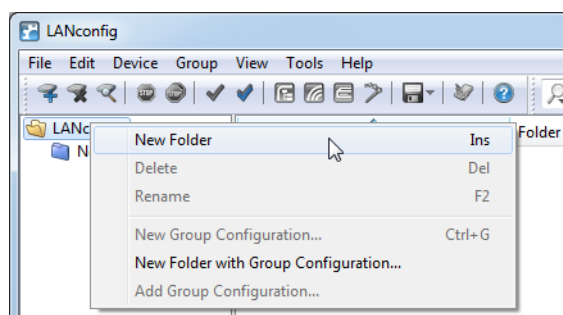 LANconfig
File Edit Device Group View Tools Help
LANc
N
Folder
New Folder Ins
Delete Del
Rename F2
New Group Configuration... Ctrl+G
New Folder with Group Configuration...
Add Group Configuration...